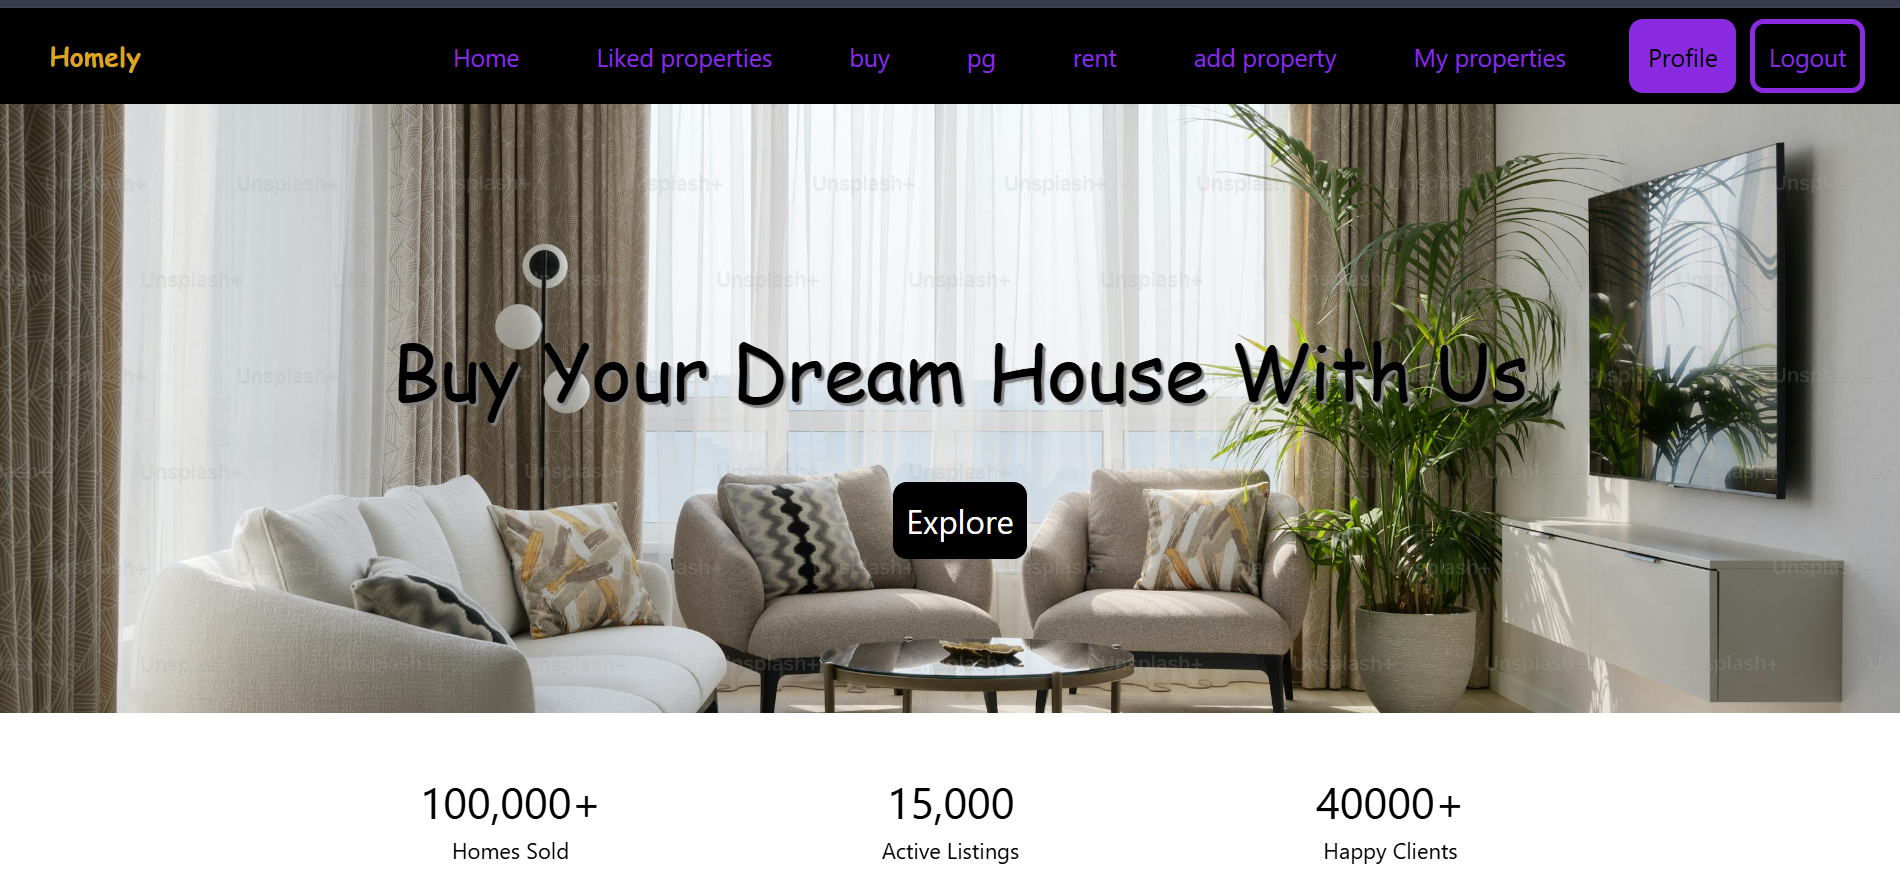 Homely Home Liked properties buy pg rent add property My properties Profile Logout
Buy Your Dream House With Us
Explore
100,000+ 15,000 40000+
Homes Sold Active Listings Happy Clients
Unsplash+